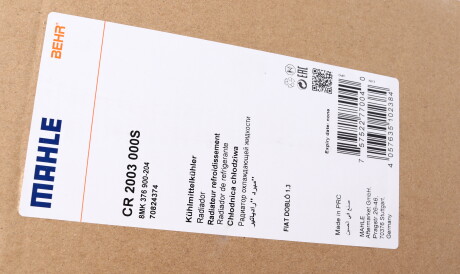 MAHLE
BEHR®
CR 2003 000S
8MK 376 900-204
70824374
Kühlmittelkühler
Radiator
Radiateur refroidissement
Radiador de refrigerante
Chłodnica chłodziwa
Радиатор охлаждающей жидкости
FIAT DOBLÒ 1.3
Expiry date: none
Made in PRC
MAHLE
Aftermarket GmbH,
Pragstr. 26-46,
70376 Stuttgart,
Germany
4 057635 102384